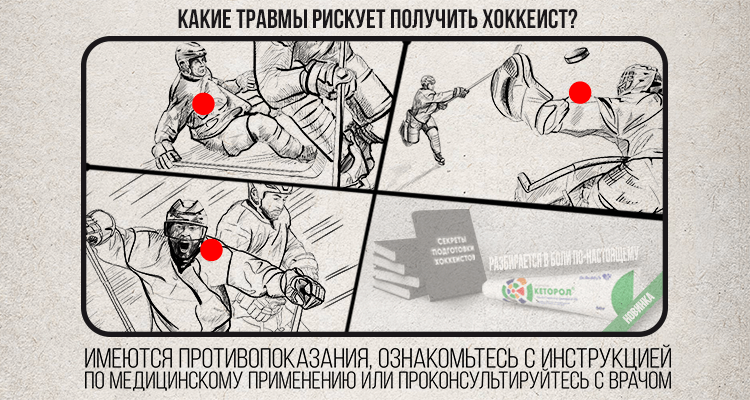 КАКИЕ ТРАВМЫ РИСКУЕТ ПОЛУЧИТЬ ХОККЕИСТ?
СЕКРЕТЫ
ПОДГОТОВКИ
ХОККЕИСТОВ
РАЗБИРАЕТСЯ В БОЛИ ПО-НАСТОЯЩЕМУ
КЕТОРОЛ
НОВИНКА
ИМЕЮТСЯ ПРОТИВОПОКАЗАНИЯ, ОЗНАКОМЬТЕСЬ С ИНСТРУКЦИЕЙ
ПО МЕДИЦИНСКОМУ ПРИМЕНЕНИЮ ИЛИ ПРОКОНСУЛЬТИРУЙТЕСЬ С ВРАЧОМ